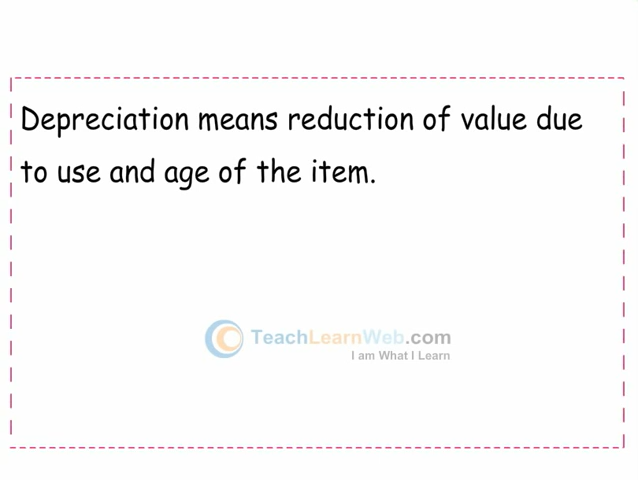 Depreciation means reduction of value due
to use and age of the item.
TeachLearnWeb.com
I am What I Learn